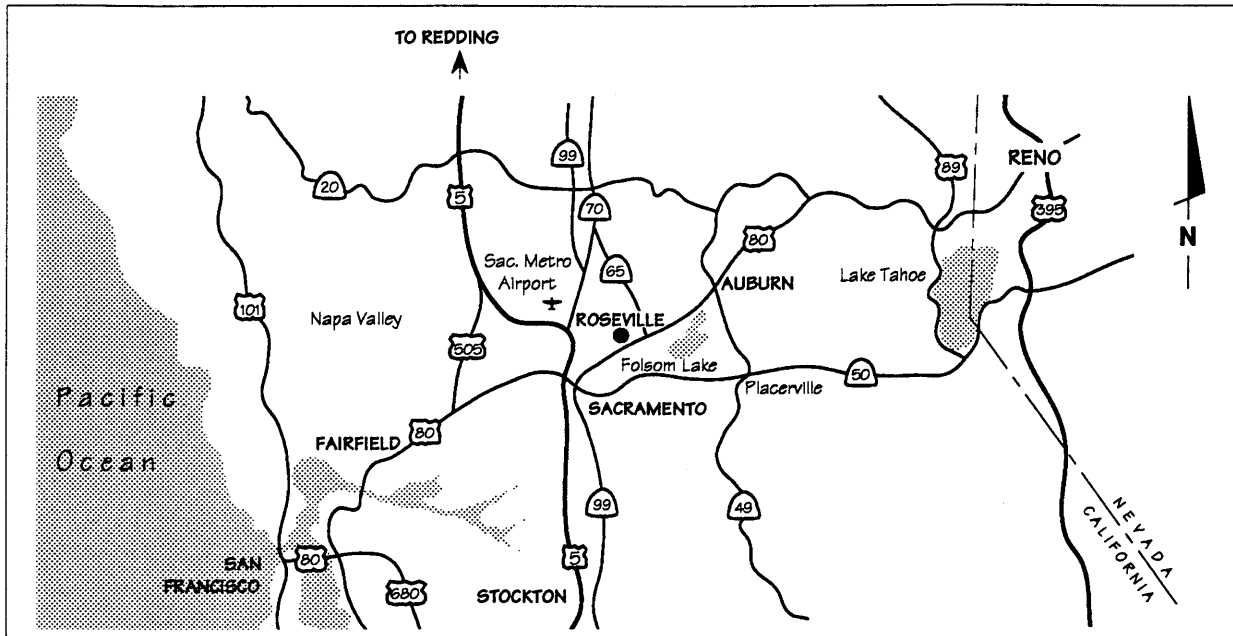 TO REDDING
99
89
RENO
20
5
70
395
N
80
65
Sac. Metro
Airport
AUBURN
Lake Tahoe
101
Napa Valley
ROSEVILLE
505
Folsom Lake
50
Placerville
Pacific
Ocean
SACRAMENTO
FAIRFIELD
80
99
49
NEVADA
CALIFORNIA
SAN
FRANCISCO
80
5
680
STOCKTON